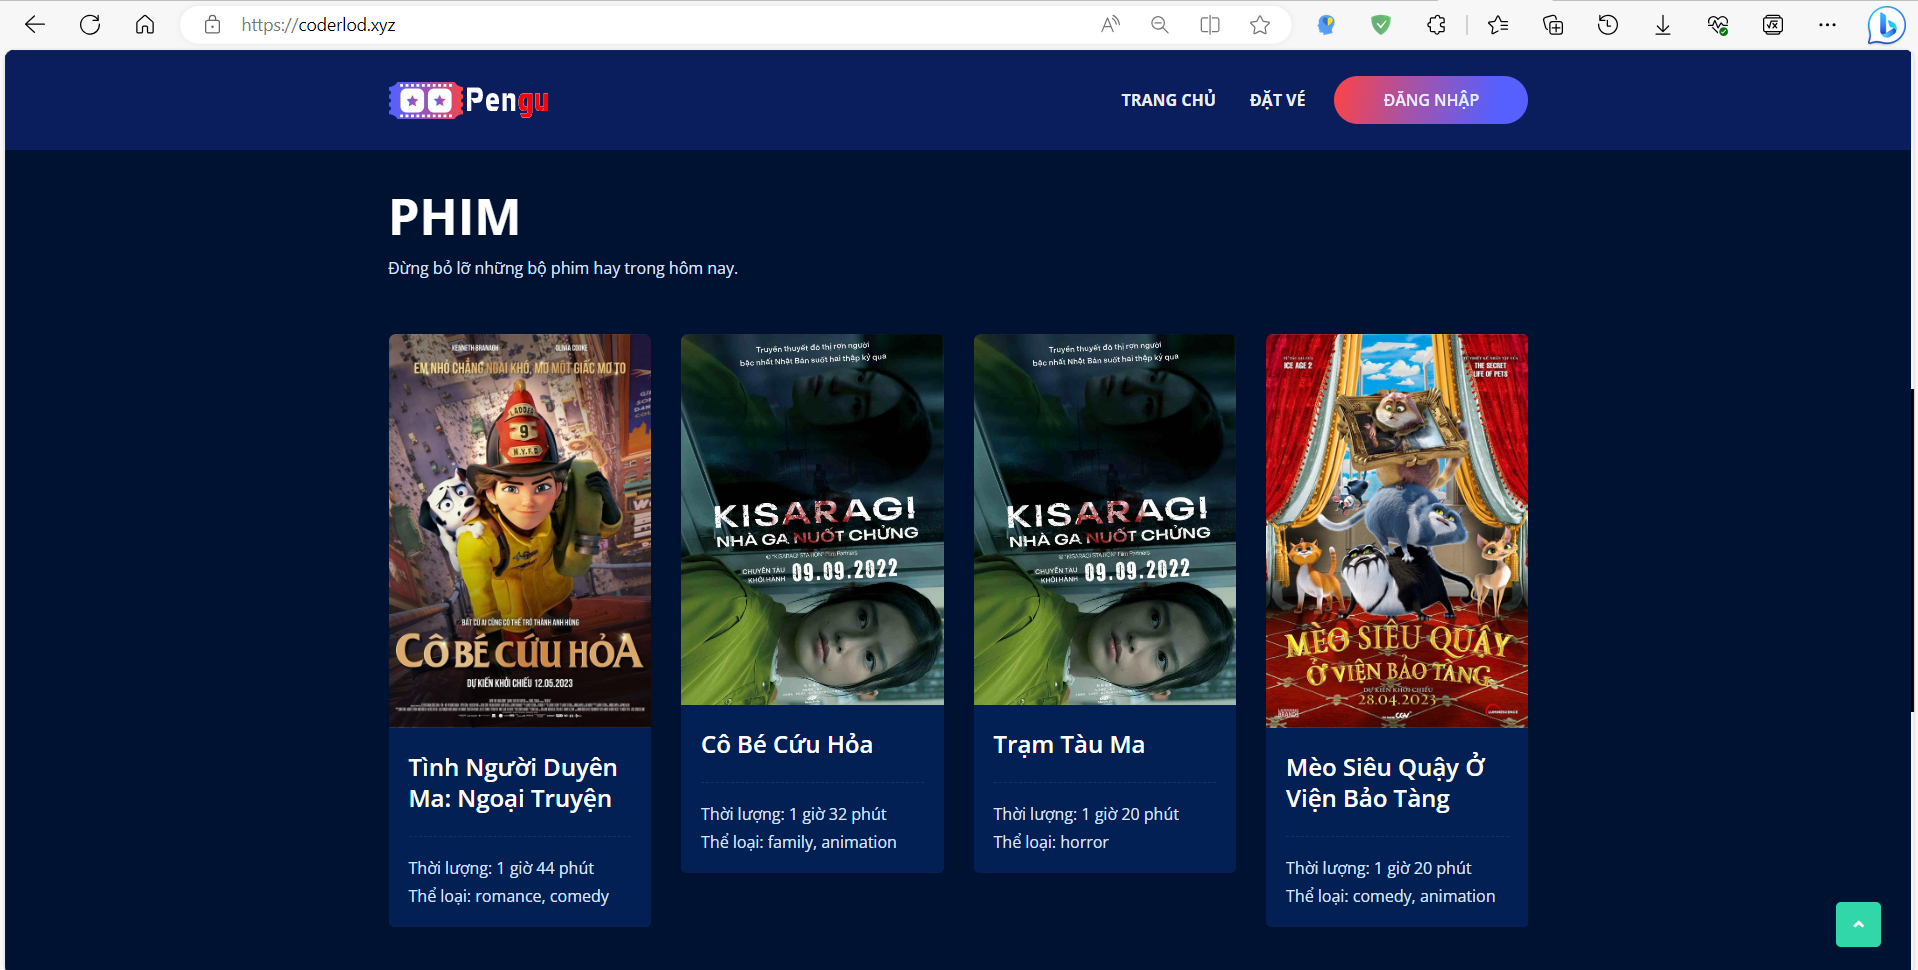 https://coderlod.xyz
Pengu
TRANG CHỦ
ĐẶT VÉ
ĐĂNG NHẬP
PHIM
Đừng bỏ lỡ những bộ phim hay trong hôm nay.
KENNETH BRANAGH
OLIVIA COOKE
EM NHỎ CHẲNG NGẠI KHÓ, MƠ MỘT GIẤC MƠ TO
LADDER
9
N.Y.F.D
BẤT CỨ AI CŨNG CÓ THỂ TRỞ THÀNH ANH HÙNG
CÔ BÉ CỨU HỎA
DỰ KIẾN KHỞI CHIẾU 12.05.2023
Tình Người Duyên
Ma: Ngoại Truyện
Thời lượng: 1 giờ 44 phút
Thể loại: romance, comedy
Truyền thuyết đô thị rợn người
bậc nhất Nhật Bản suốt hai thập kỷ qua
KISARAGI
NHÀ GA NUỐT CHỬNG
© "KISARAGI STATION" Film Partners
CHUYẾN TÀU
KHỞI HÀNH 09.09.2022
Cô Bé Cứu Hỏa
Thời lượng: 1 giờ 32 phút
Thể loại: family, animation
Truyền thuyết đô thị rợn người
bậc nhất Nhật Bản suốt hai thập kỷ qua
KISARAGI
NHÀ GA NUỐT CHỬNG
© "KISARAGI STATION" Film Partners
CHUYẾN TÀU
KHỞI HÀNH 09.09.2022
Trạm Tàu Ma
Thời lượng: 1 giờ 20 phút
Thể loại: horror
ICE AGE 2
THE SECRET
LIFE OF PETS
MÈO SIÊU QUẬY
Ở VIỆN BẢO TÀNG
DỰ KIẾN KHỞI CHIẾU
28.04.2023
CGV
Mèo Siêu Quậy Ở
Viện Bảo Tàng
Thời lượng: 1 giờ 20 phút
Thể loại: comedy, animation